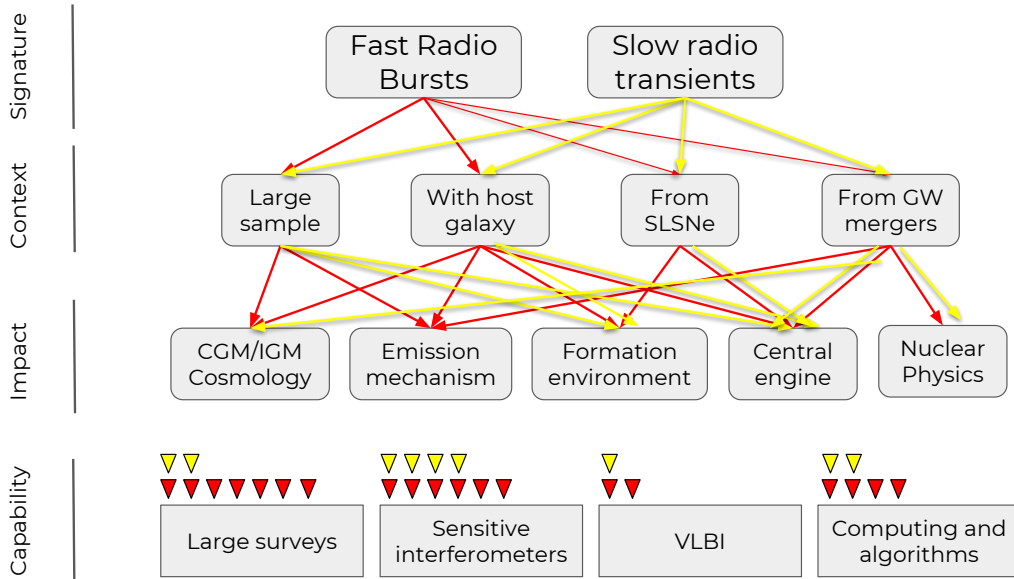 Signature
Fast Radio
Bursts
Slow radio
transients
Context
Large
sample
With host
galaxy
From
SLSNe
From GW
mergers
Impact
CGM/IGM
Cosmology
Emission
mechanism
Formation
environment
Central
engine
Nuclear
Physics
Capability
Large surveys
Sensitive
interferometers
VLBI
Computing and
algorithms